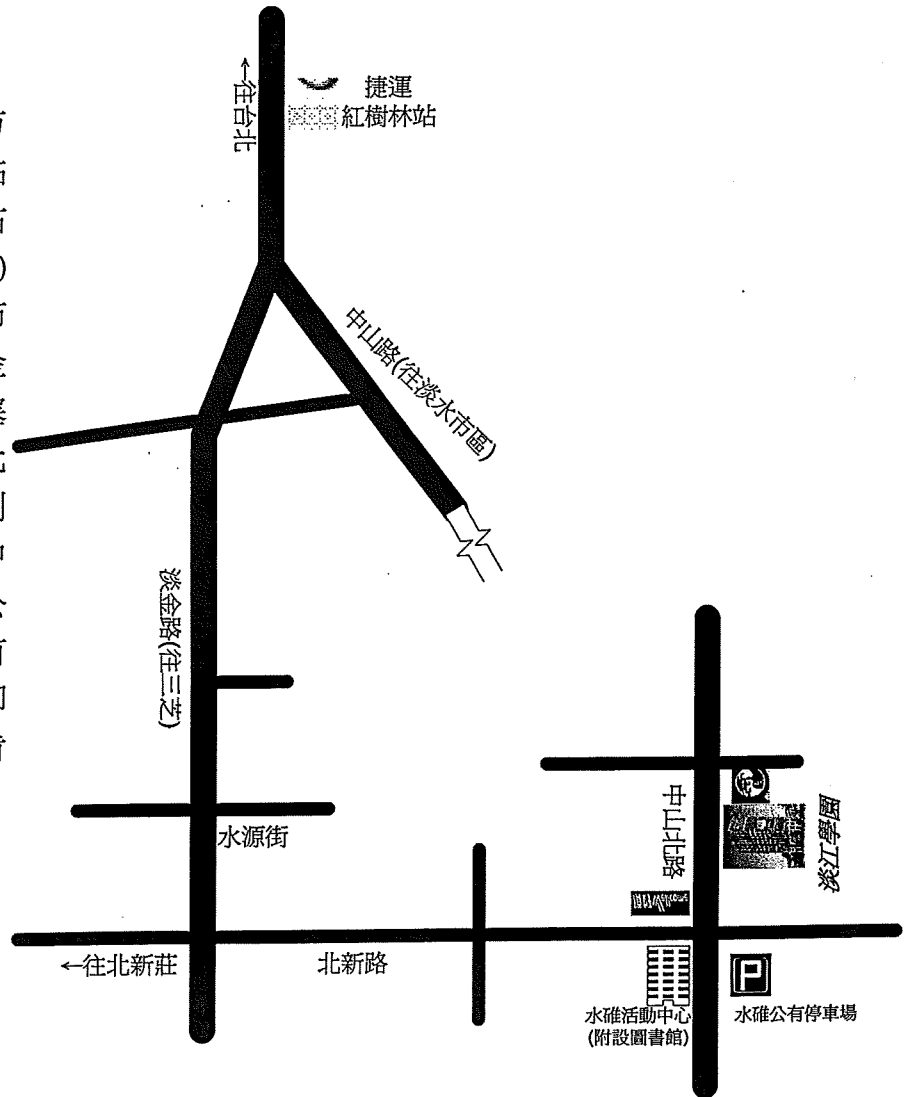 捷運
紅樹林站
←往台北
中山路(往淡水市區)
淡金路(往三芝)
水源街
中山北路
淡江學園
←往北新莊
北新路
P
水碓活動中心
(附設圖書館)
水碓公有停車場